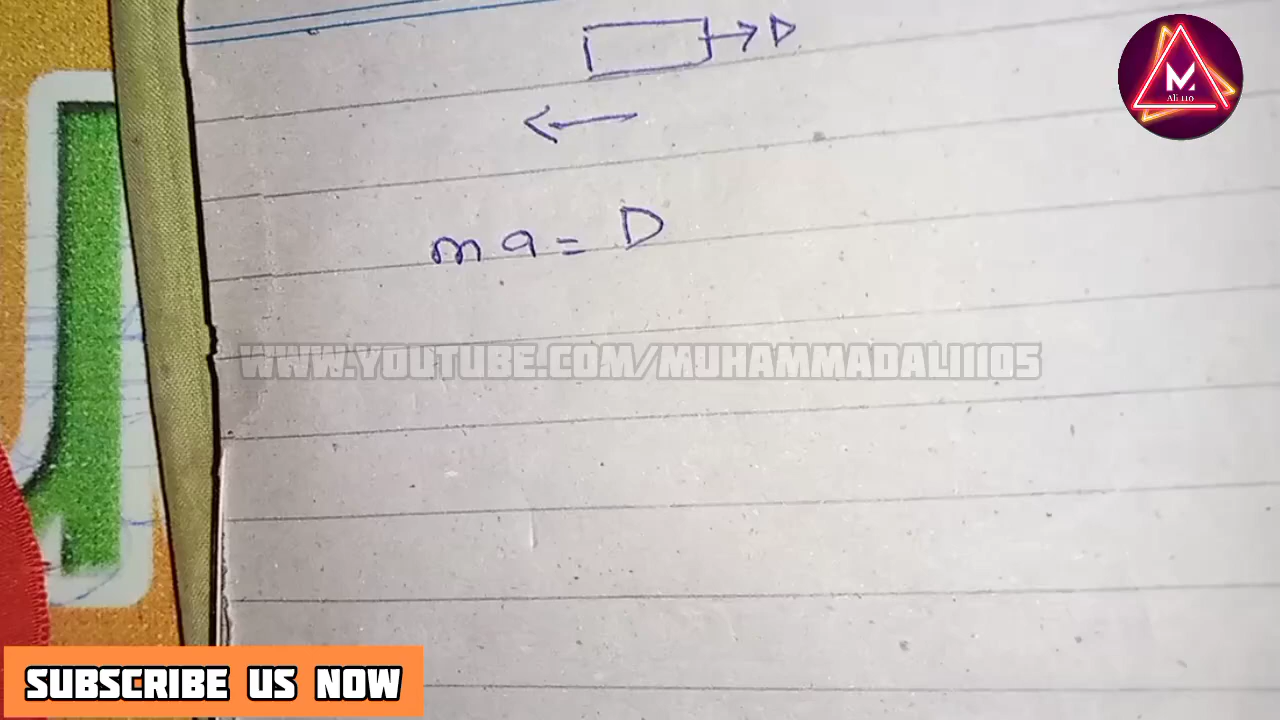 D
M
Ali 110
ma = D
WWW.YOUTUBE.COM/MUHAMMADALI1105
SUBSCRIBE US NOW